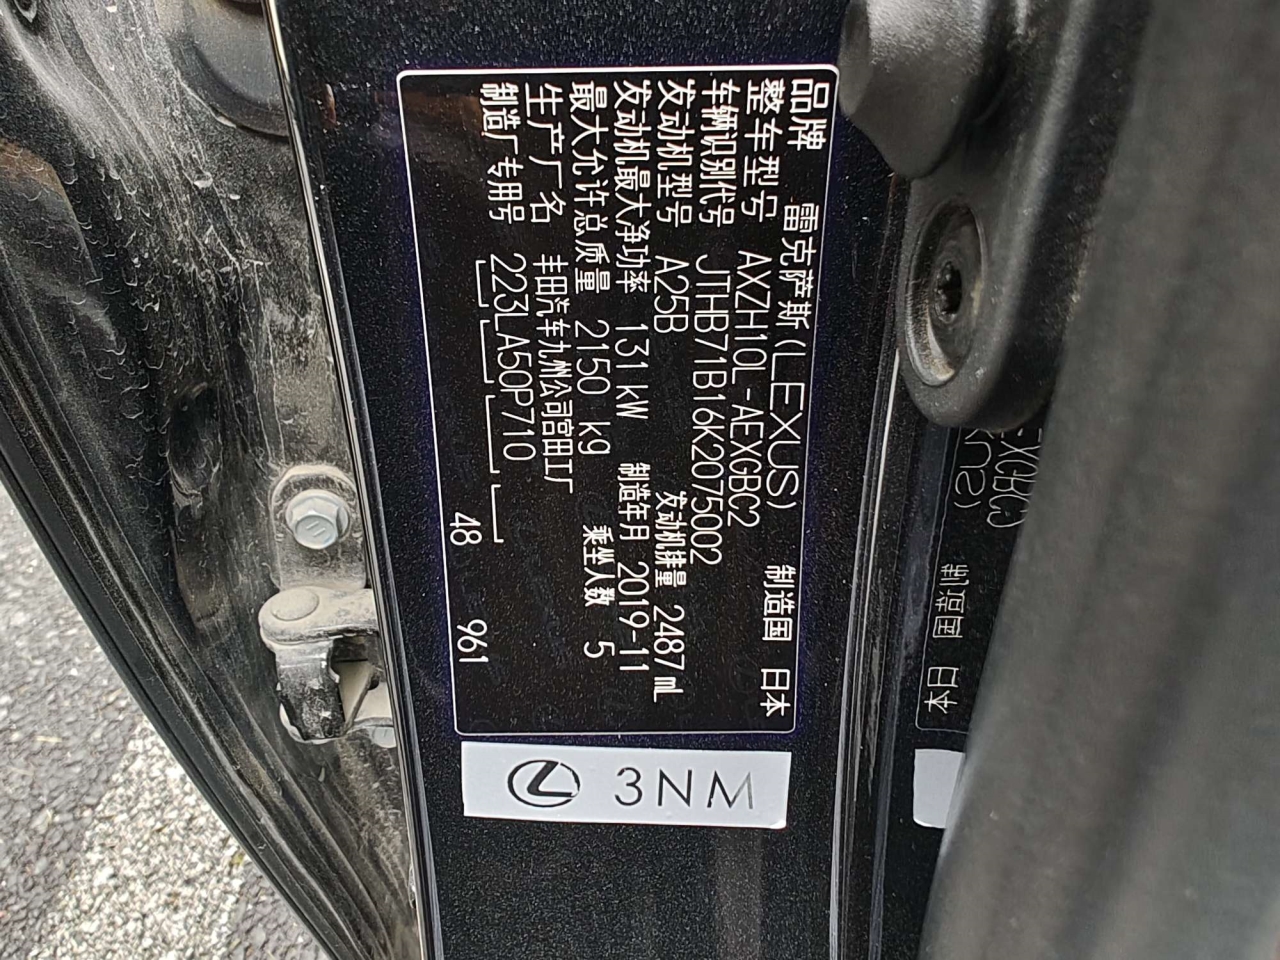 品牌 雷克萨斯(LEXUS) 制造国 日本
整车型号 AXZH10L-AEXGBC2
车辆识别代号 JTHB71B16K2075002
发动机型号 A25B 发动机排量 2487 mL
发动机最大净功率 131 kW 制造年月 2019-11
最大允许总质量 2150 kg 乘坐人数 5
生产厂名 丰田汽车九州公司宫田工厂
制造厂专用号 223LA50P710
48 961
3NM